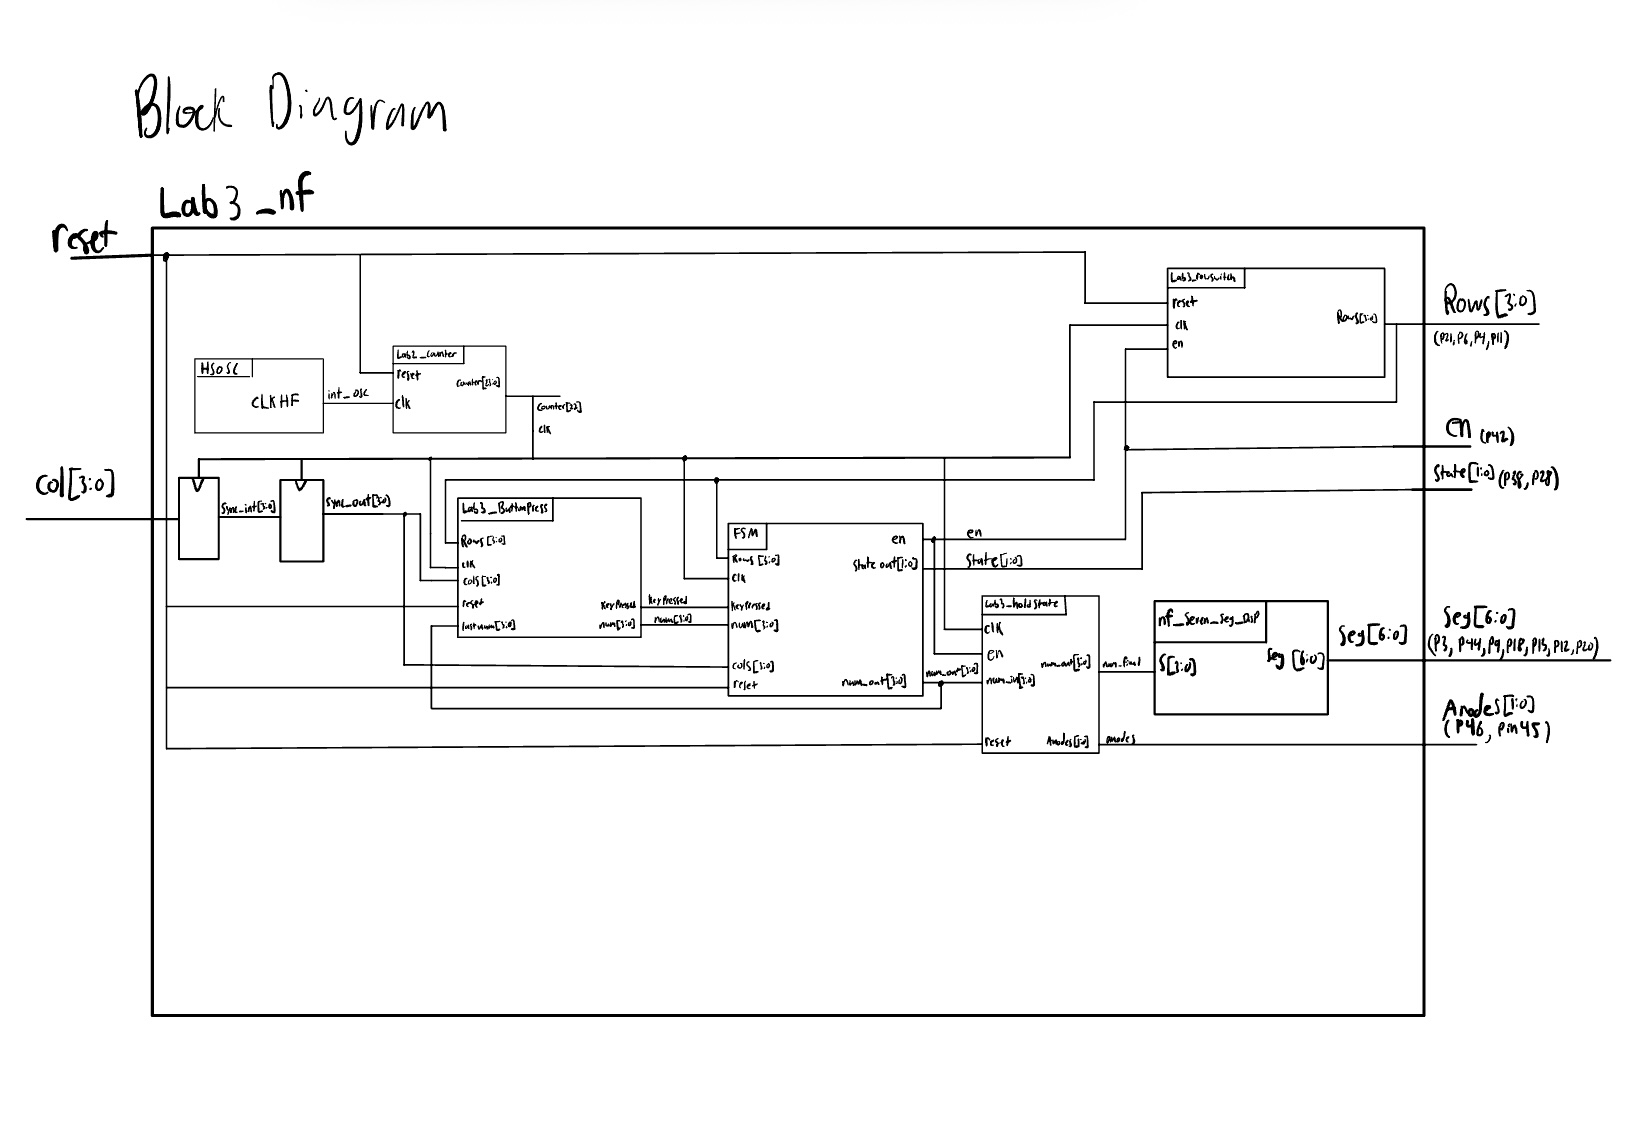 Block Diagram
Lab3_nf
reset
Lab3_rowswitch
reset
clk
en
Rows[3:0]
Rows[3:0]
(P21, P6, P4, P11)
HSOSC
CLKHF
int_osc
Lab2_counter
reset
clk
counter[23:0]
counter[22]
clk
en (P42)
State[1:0] (P38, P28)
Col[3:0]
Sync_int[3:0]
Sync_out[3:0]
Lab3_ButtonPress
Rows [3:0]
clk
cols[3:0]
reset
lastnum[3:0]
KeyPressed
num[3:0]
KeyPressed
num[3:0]
FSM
Rows [3:0]
clk
KeyPressed
num[3:0]
cols[3:0]
reset
en
State out[1:0]
num_out[3:0]
en
State[1:0]
num_out[3:0]
Lab3_holdState
clk
en
num_in[3:0]
reset
num_out[3:0]
Anodes[1:0]
num_final
anodes
nf_Seven_Seg_DisP
S[3:0]
Seg [6:0]
Seg[6:0]
Seg[6:0]
(P3, P44, P9, P18, P13, P12, P20)
Anodes[1:0]
(P46, Pin45)